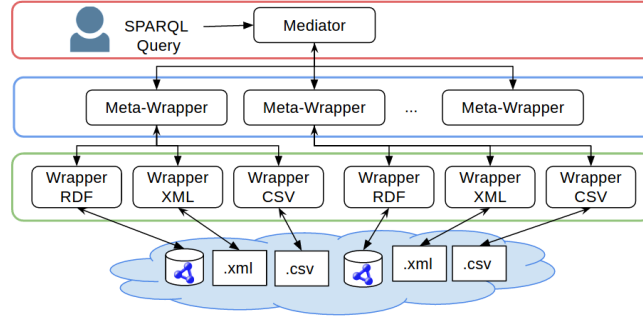 SPARQL
Query
Mediator
Meta-Wrapper
Meta-Wrapper
...
Meta-Wrapper
Wrapper
RDF
Wrapper
XML
Wrapper
CSV
Wrapper
RDF
Wrapper
XML
Wrapper
CSV
.xml
.csv
.xml
.csv